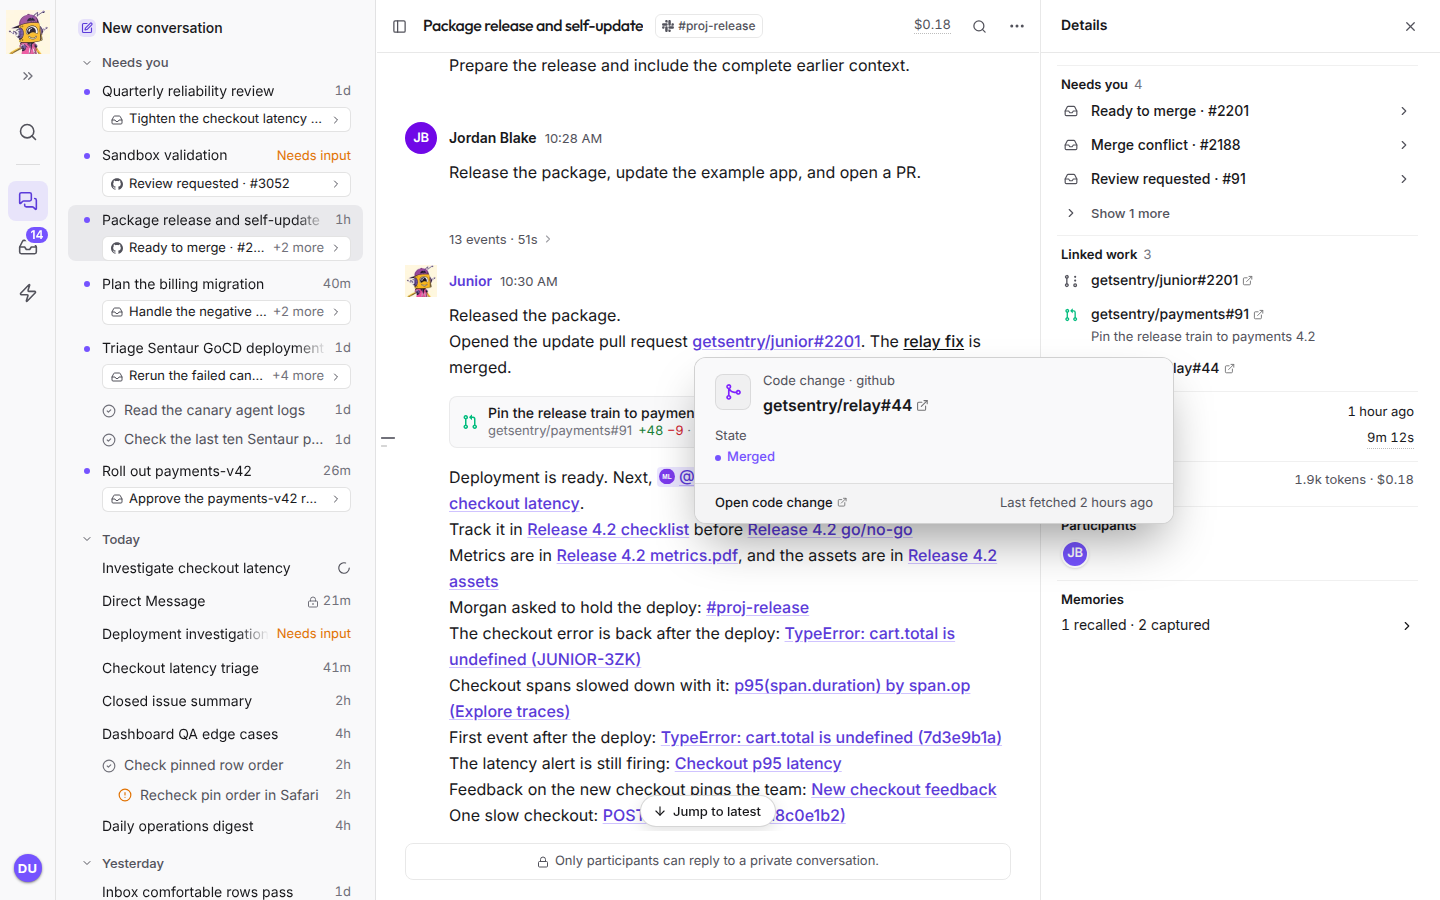 New conversation
Needs you
Quarterly reliability review 1d
Tighten the checkout latency ...
Sandbox validation Needs input
Review requested · #3052
Package release and self-update 1h
Ready to merge · #2... +2 more
Plan the billing migration 40m
Handle the negative ... +2 more
Triage Sentaur GoCD deployment 1d
Rerun the failed can... +4 more
Read the canary agent logs 1d
Check the last ten Sentaur p... 1d
Roll out payments-v42 26m
Approve the payments-v42 r...
Today
Investigate checkout latency
Direct Message 21m
Deployment investigation Needs input
Checkout latency triage 41m
Closed issue summary 2h
Dashboard QA edge cases 4h
Check pinned row order 2h
Recheck pin order in Safari 2h
Daily operations digest 4h
Yesterday
Inbox comfortable rows pass 1d
14
DU
Package release and self-update #proj-release $0.18
Prepare the release and include the complete earlier context.
JB Jordan Blake 10:28 AM
Release the package, update the example app, and open a PR.
13 events · 51s
Junior 10:30 AM
Released the package.
Opened the update pull request getsentry/junior#2201. The relay fix is
merged.
Pin the release train to paymen
getsentry/payments#91 +48 −9 ·
Deployment is ready. Next, ML @
checkout latency.
Track it in Release 4.2 checklist before Release 4.2 go/no-go
Metrics are in Release 4.2 metrics.pdf, and the assets are in Release 4.2
assets
Morgan asked to hold the deploy: #proj-release
The checkout error is back after the deploy: TypeError: cart.total is
undefined (JUNIOR-3ZK)
Checkout spans slowed down with it: p95(span.duration) by span.op
(Explore traces)
First event after the deploy: TypeError: cart.total is undefined (7d3e9b1a)
The latency alert is still firing: Checkout p95 latency
Feedback on the new checkout pings the team: New checkout feedback
One slow checkout: POST 8c0e1b2)
Jump to latest
Only participants can reply to a private conversation.
Code change · github
getsentry/relay#44
State
Merged
Open code change Last fetched 2 hours ago
Details
Needs you 4
Ready to merge · #2201
Merge conflict · #2188
Review requested · #91
Show 1 more
Linked work 3
getsentry/junior#2201
getsentry/payments#91
Pin the release train to payments 4.2
lay#44
1 hour ago
9m 12s
1.9k tokens · $0.18
Participants
JB
Memories
1 recalled · 2 captured